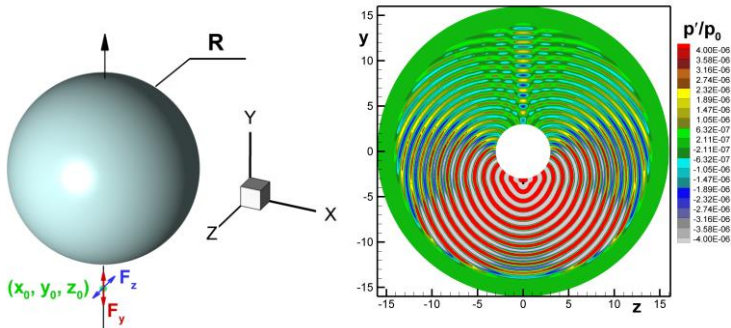 R
Y
X
Z
(x₀, y₀, z₀)
F_z
F_y
y
15
10
5
0
-5
-10
-15
-15 -10 -5 0 5 10 15
z
p'/p₀
4.00E-06
3.58E-06
3.16E-06
2.74E-06
2.32E-06
1.89E-06
1.47E-06
1.05E-06
6.32E-07
2.11E-07
-2.11E-07
-6.32E-07
-1.05E-06
-1.47E-06
-1.89E-06
-2.32E-06
-2.74E-06
-3.16E-06
-3.58E-06
-4.00E-06